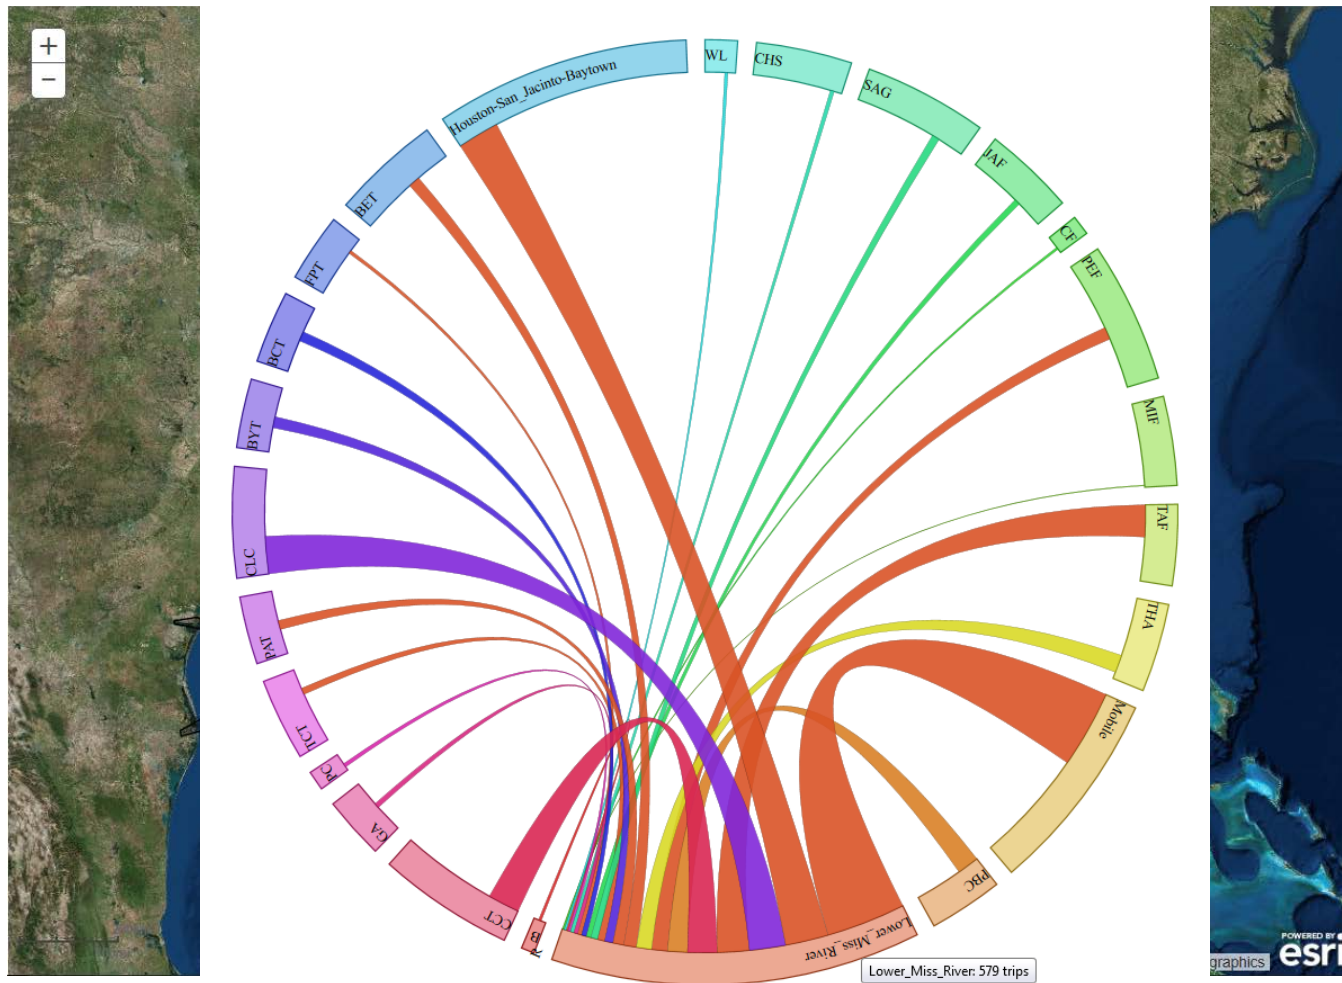 +
−
Houston-San_Jacinto-Baytown
WL
CHS
SAG
JAF
CF
PEF
MIF
TAF
THA
Mobile
PBC
Lower_Miss_River
CCT
GA
PC
TCT
PAT
CLC
BYT
BCT
FPT
BET
Lower_Miss_River: 579 trips
POWERED BY
esri
graphics